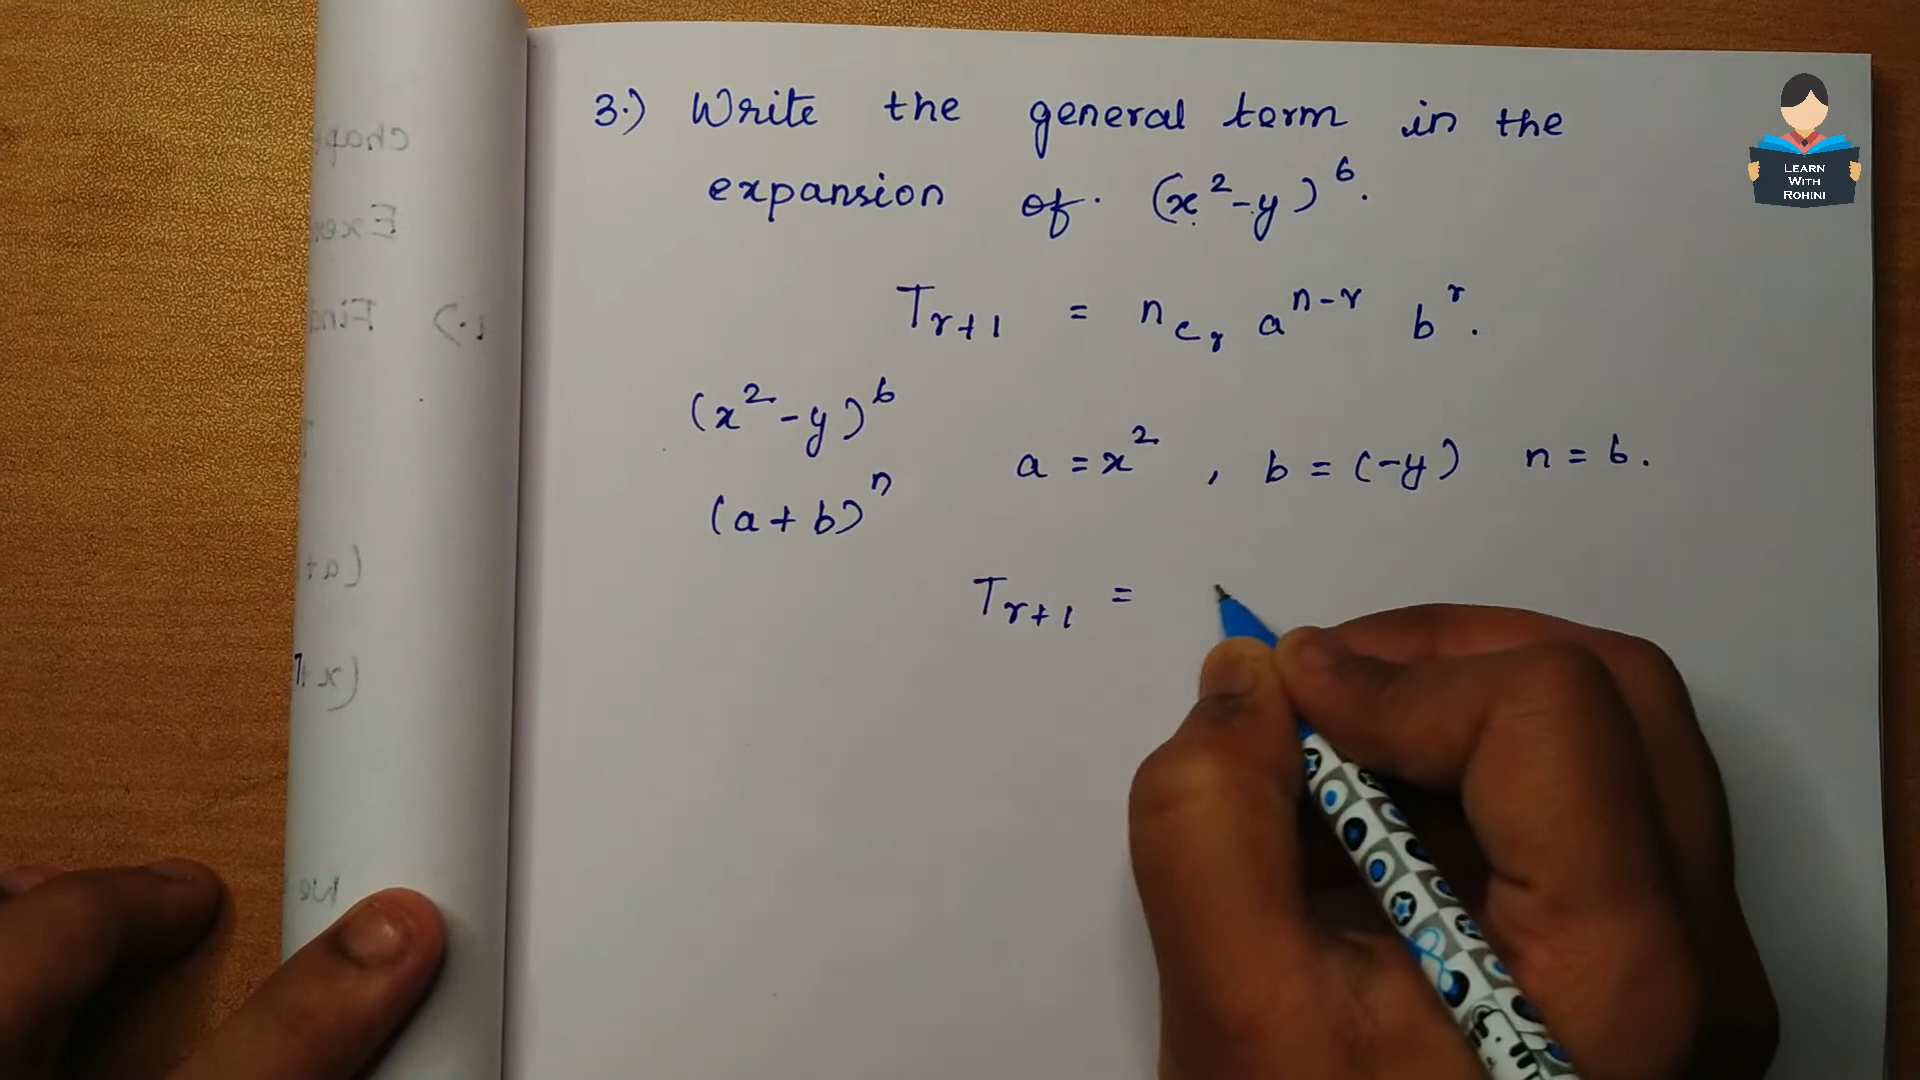 3.) Write the general term in the
expansion of. (x²-y)⁶.
Tᵣ₊₁ = nCᵣ aⁿ⁻ʳ bʳ.
(x²-y)⁶
a = x² , b = (-y) n = 6.
(a+b)ⁿ
Tᵣ₊₁ =
LEARN
WITH
ROHINI